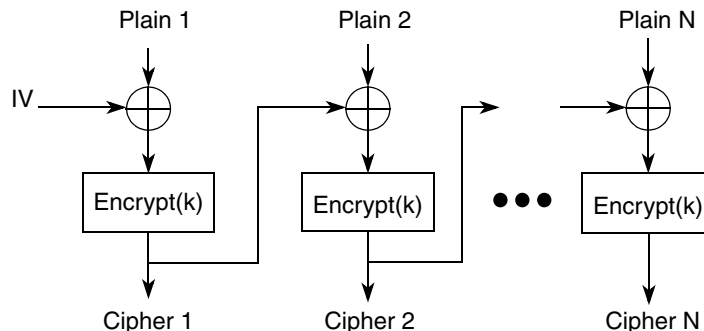 Plain 1
Plain 2
Plain N
IV
Encrypt(k)
Encrypt(k)
Encrypt(k)
Cipher 1
Cipher 2
Cipher N